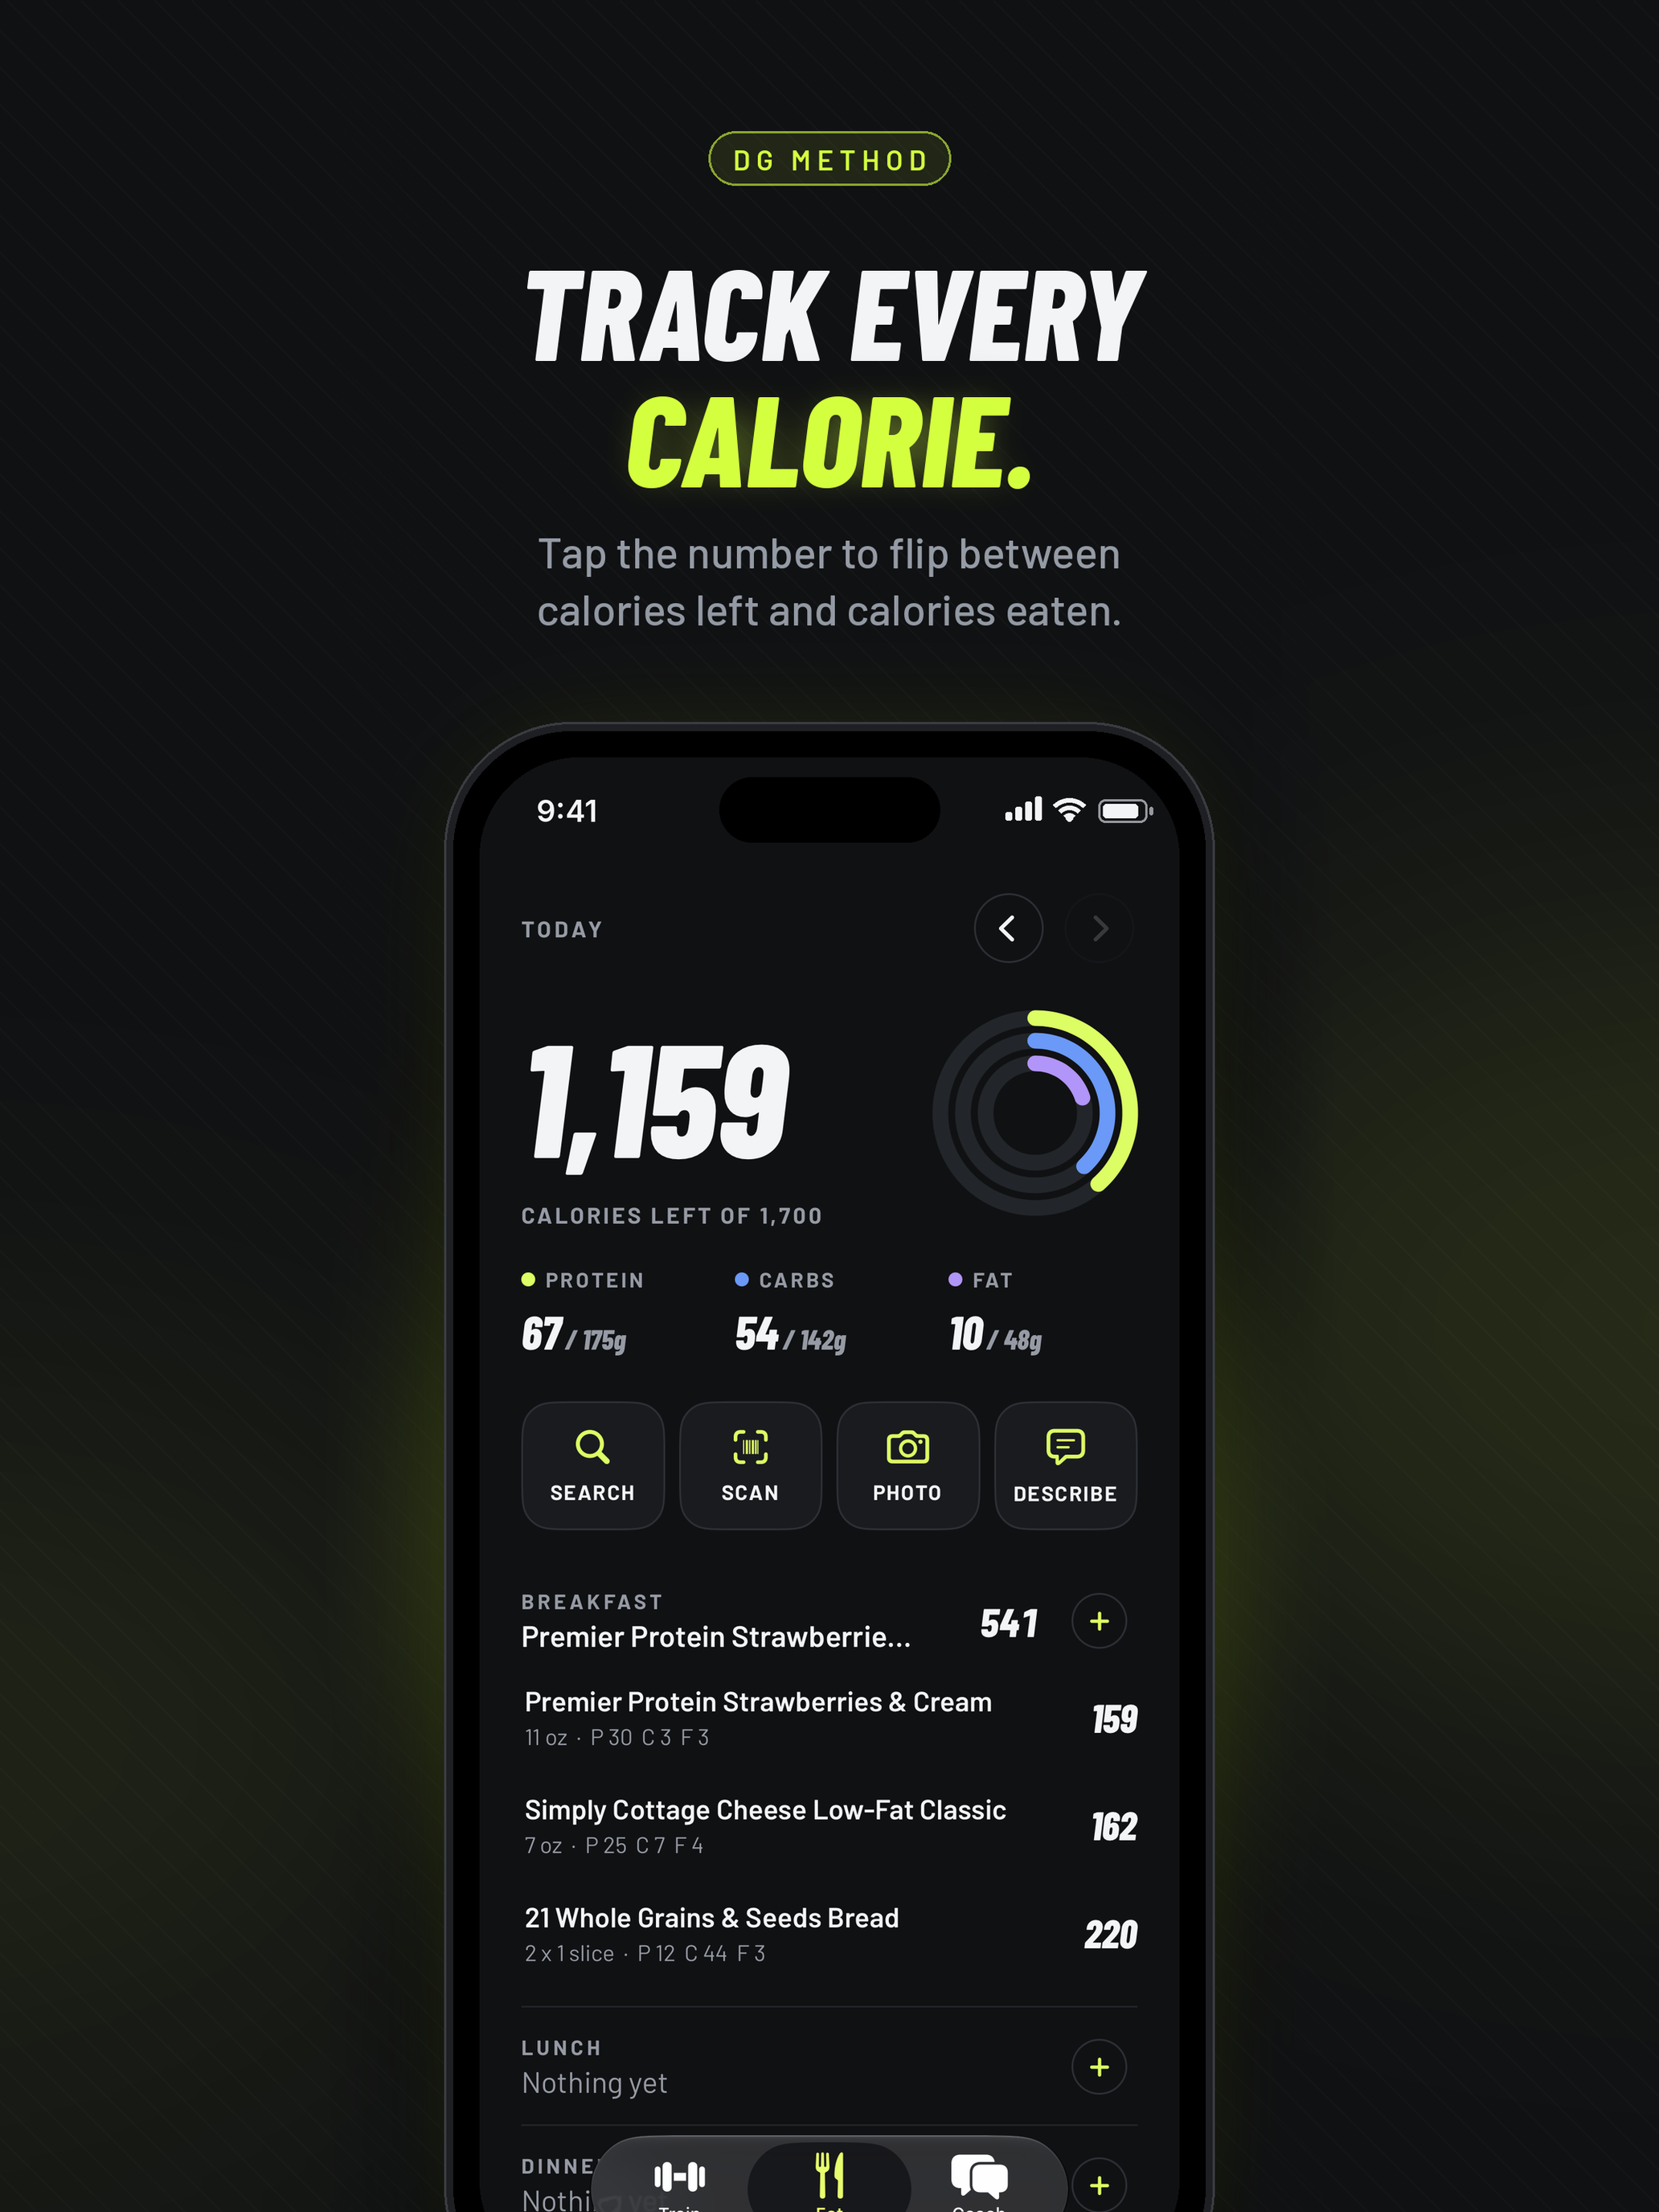 DG METHOD
TRACK EVERY
CALORIE.
Tap the number to flip between
calories left and calories eaten.
9:41
TODAY
1,159
CALORIES LEFT OF 1,700
PROTEIN CARBS FAT
67 / 175g 54 / 142g 10 / 48g
SEARCH SCAN PHOTO DESCRIBE
BREAKFAST
Premier Protein Strawberrie... 541
Premier Protein Strawberries & Cream 159
11 oz · P 30 C 3 F 3
Simply Cottage Cheese Low-Fat Classic 162
7 oz · P 25 C 7 F 4
21 Whole Grains & Seeds Bread 220
2 x 1 slice · P 12 C 44 F 3
LUNCH
Nothing yet